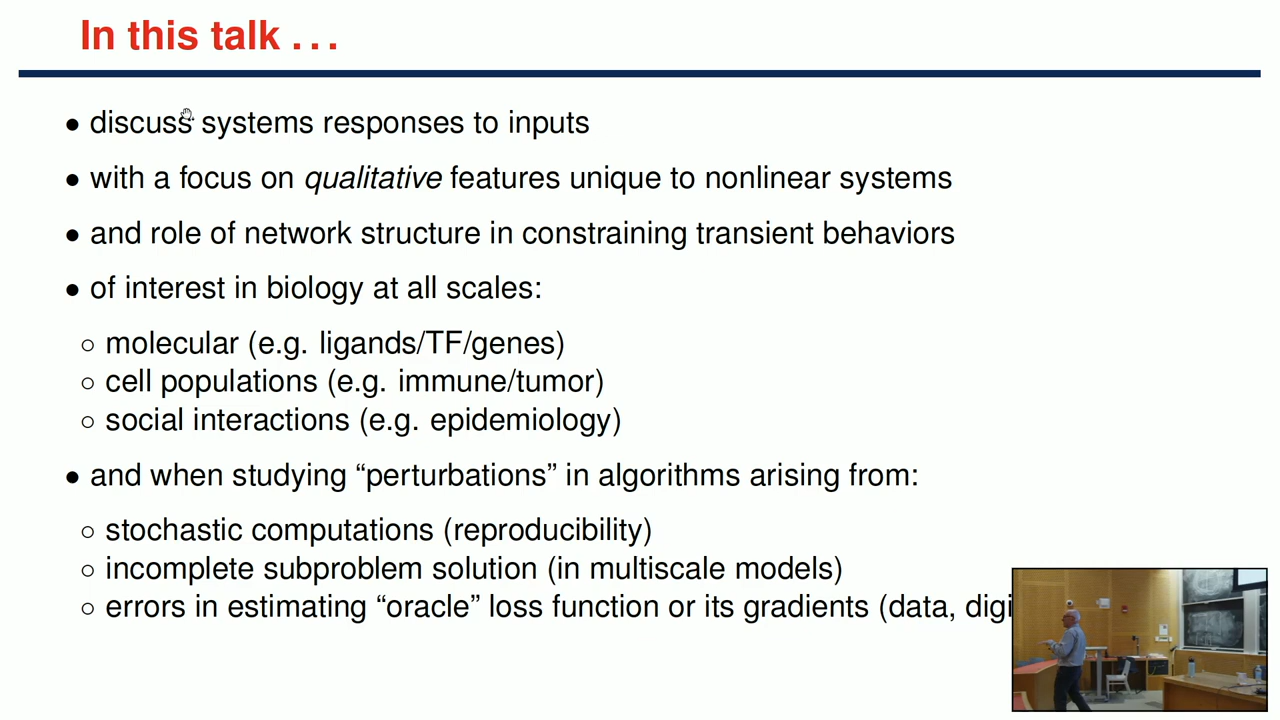 In this talk . . .
• discuss systems responses to inputs
• with a focus on qualitative features unique to nonlinear systems
• and role of network structure in constraining transient behaviors
• of interest in biology at all scales:
○ molecular (e.g. ligands/TF/genes)
○ cell populations (e.g. immune/tumor)
○ social interactions (e.g. epidemiology)
• and when studying “perturbations” in algorithms arising from:
○ stochastic computations (reproducibility)
○ incomplete subproblem solution (in multiscale models)
○ errors in estimating “oracle” loss function or its gradients (data, digi